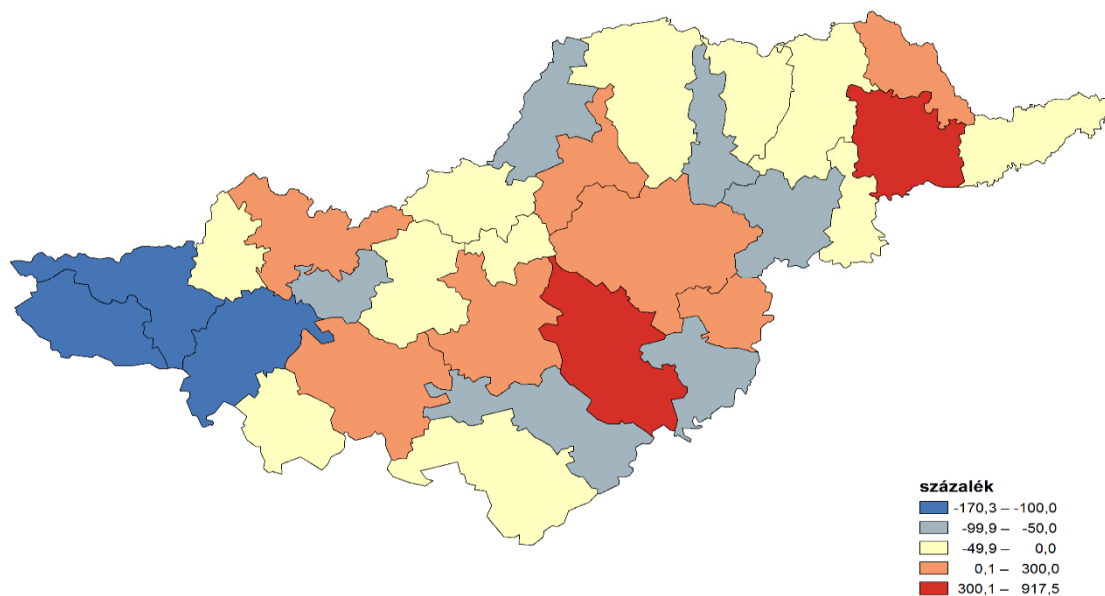 százalék
-170,3 – -100,0
-99,9 – -50,0
-49,9 – 0,0
0,1 – 300,0
300,1 – 917,5